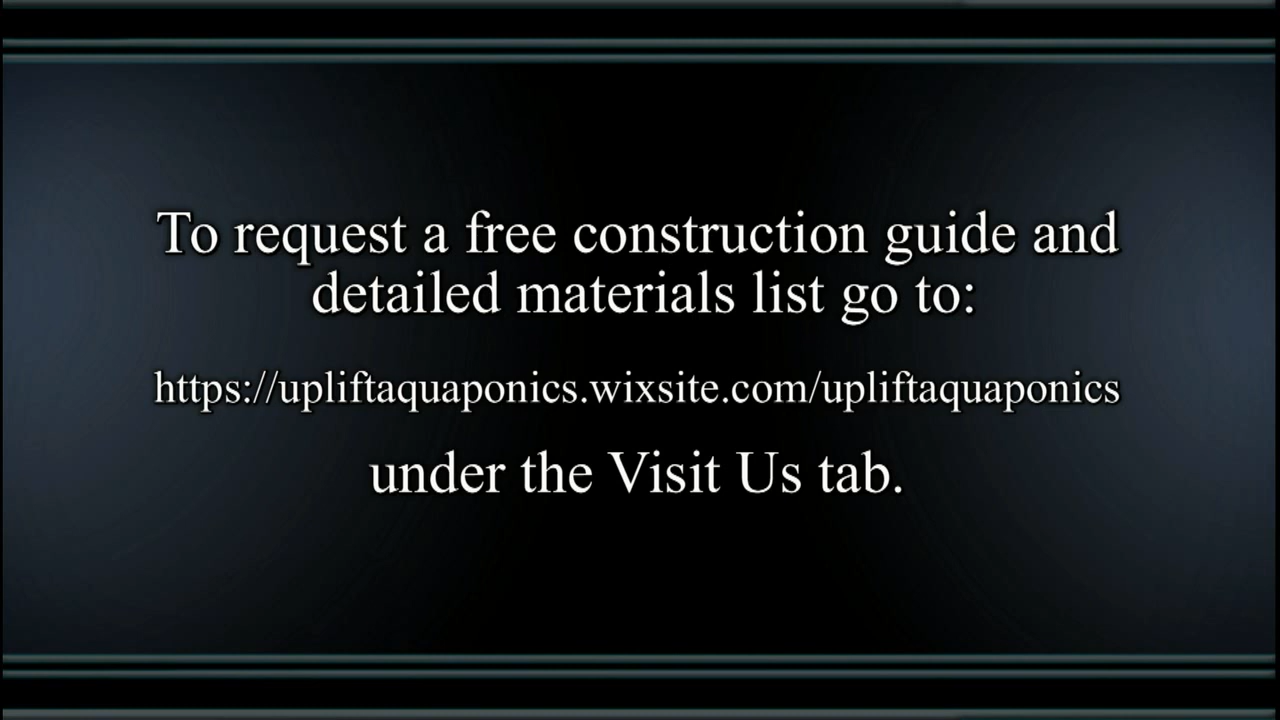 To request a free construction guide and
detailed materials list go to:
https://upliftaquaponics.wixsite.com/upliftaquaponics
under the Visit Us tab.